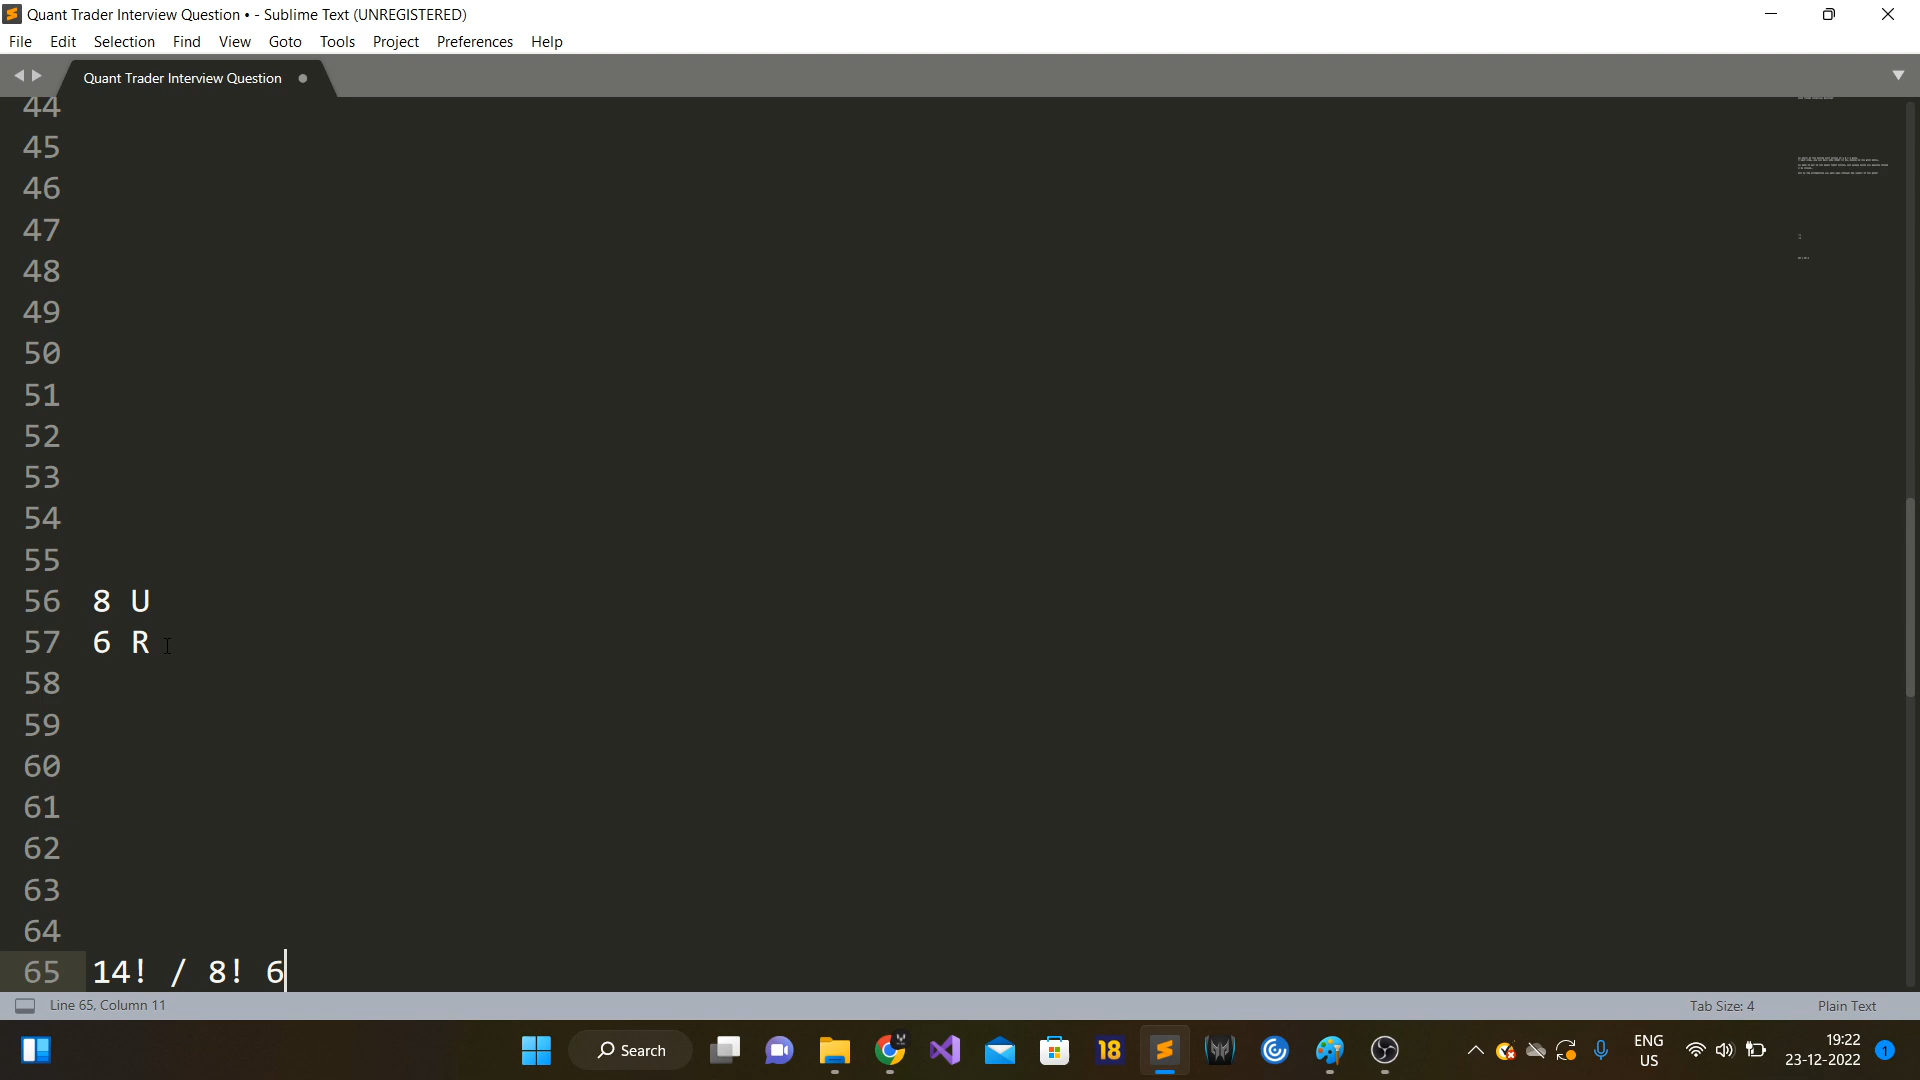 Quant Trader Interview Question • - Sublime Text (UNREGISTERED)
File Edit Selection Find View Goto Tools Project Preferences Help
Quant Trader Interview Question
44
45
46
47
48
49
50
51
52
53
54
55
56 8 U
57 6 R
58
59
60
61
62
63
64
65 14! / 8! 6
Line 65, Column 11 Tab Size: 4 Plain Text
Search 18 ENG US 19:22 23-12-2022 1